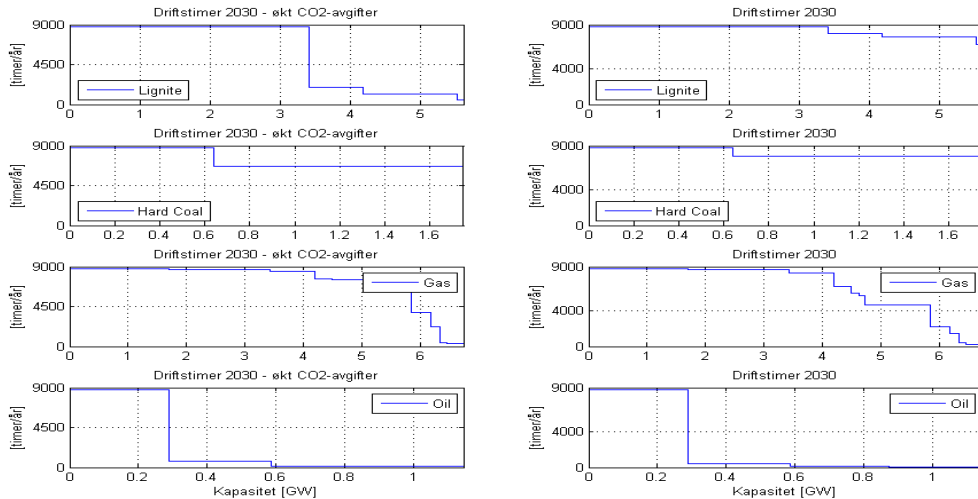 Driftstimer 2030 - økt CO2-avgifter
9000
4500
0
[timer/år]
Lignite
0 1 2 3 4 5
Driftstimer 2030
9000
4000
0
[timer/år]
Lignite
0 1 2 3 4 5
Driftstimer 2030 - økt CO2-avgifter
9000
4500
0
[timer/år]
Hard Coal
0 0.2 0.4 0.6 0.8 1 1.2 1.4 1.6
Driftstimer 2030
9000
4000
0
[timer/år]
Hard Coal
0 0.2 0.4 0.6 0.8 1 1.2 1.4 1.6
Driftstimer 2030 - økt CO2-avgifter
9000
4500
0
[timer/år]
Gas
0 1 2 3 4 5 6
Driftstimer 2030
9000
4000
0
[timer/år]
Gas
0 1 2 3 4 5 6
Driftstimer 2030 - økt CO2-avgifter
9000
4500
0
[timer/år]
Oil
0 0.2 0.4 0.6 0.8 1
Kapasitet [GW]
Driftstimer 2030
9000
4000
0
[timer/år]
Oil
0 0.2 0.4 0.6 0.8 1
Kapasitet [GW]